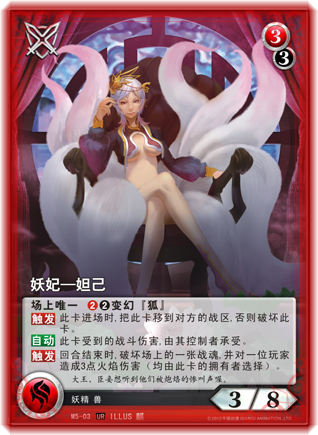 3
3
妖妃—妲己
场上唯一 2 2 变幻『狐』
触发 此卡进场时,把此卡移到对方的战区,否则破坏此
卡。
自动 此卡受到的战斗伤害,由其控制者承受。
触发 回合结束时,破坏场上的一张战魂,并对一位玩家
造成3点火焰伤害(均由此卡的拥有者选择)。
大王,臣妾想听到他们被炮烙的惨叫声喔。
妖精 兽
3 / 8
M5-03 UR ILLUS 麟